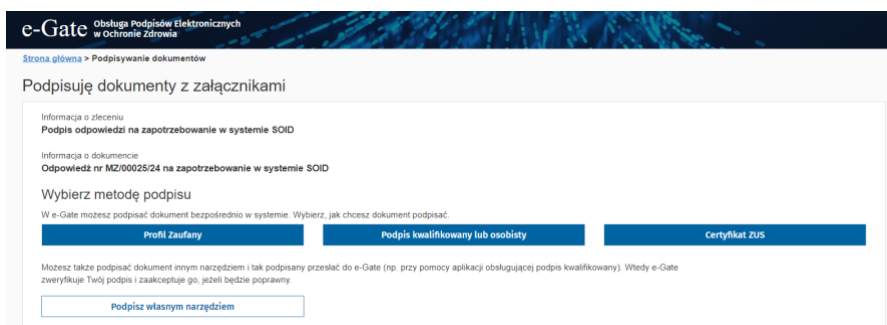 e-Gate Obsługa Podpisów Elektronicznych
w Ochronie Zdrowia
Strona główna > Podpisywanie dokumentów
Podpisuję dokumenty z załącznikami
Informacja o zleceniu
Podpis odpowiedzi na zapotrzebowanie w systemie SOID
Informacja o dokumencie
Odpowiedź nr MZ/00025/24 na zapotrzebowanie w systemie SOID
Wybierz metodę podpisu
W e-Gate możesz podpisać dokument bezpośrednio w systemie. Wybierz, jak chcesz dokument podpisać.
Profil Zaufany Podpis kwalifikowany lub osobisty Certyfikat ZUS
Możesz także podpisać dokument innym narzędziem i tak podpisany przesłać do e-Gate (np. przy pomocy aplikacji obsługującej podpis kwalifikowany). Wtedy e-Gate
zweryfikuje Twój podpis i zaakceptuje go, jeżeli będzie poprawny.
Podpisz własnym narzędziem